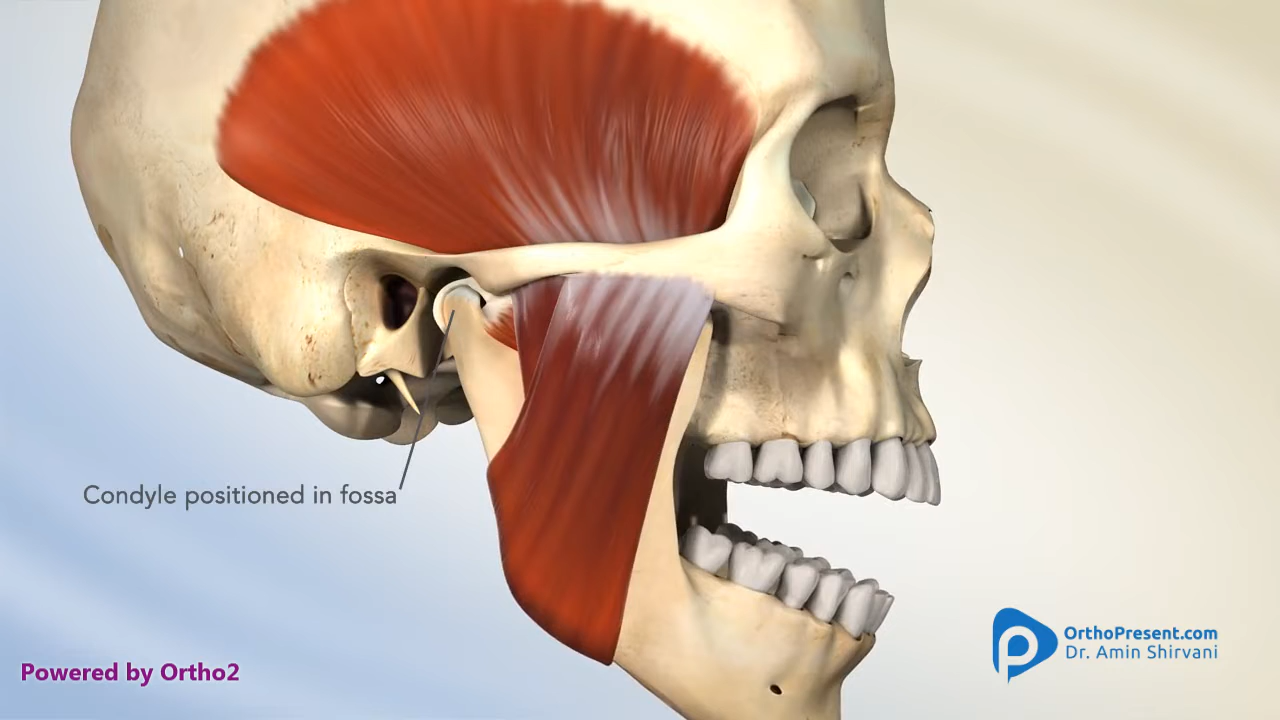 Condyle positioned in fossa
OrthoPresent.com
Dr. Amin Shirvani
Powered by Ortho2